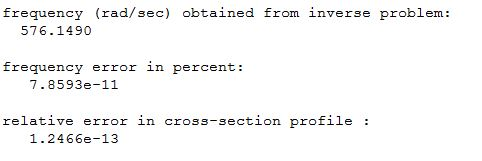 frequency (rad/sec) obtained from inverse problem:
576.1490
frequency error in percent:
7.8593e-11
relative error in cross-section profile :
1.2466e-13